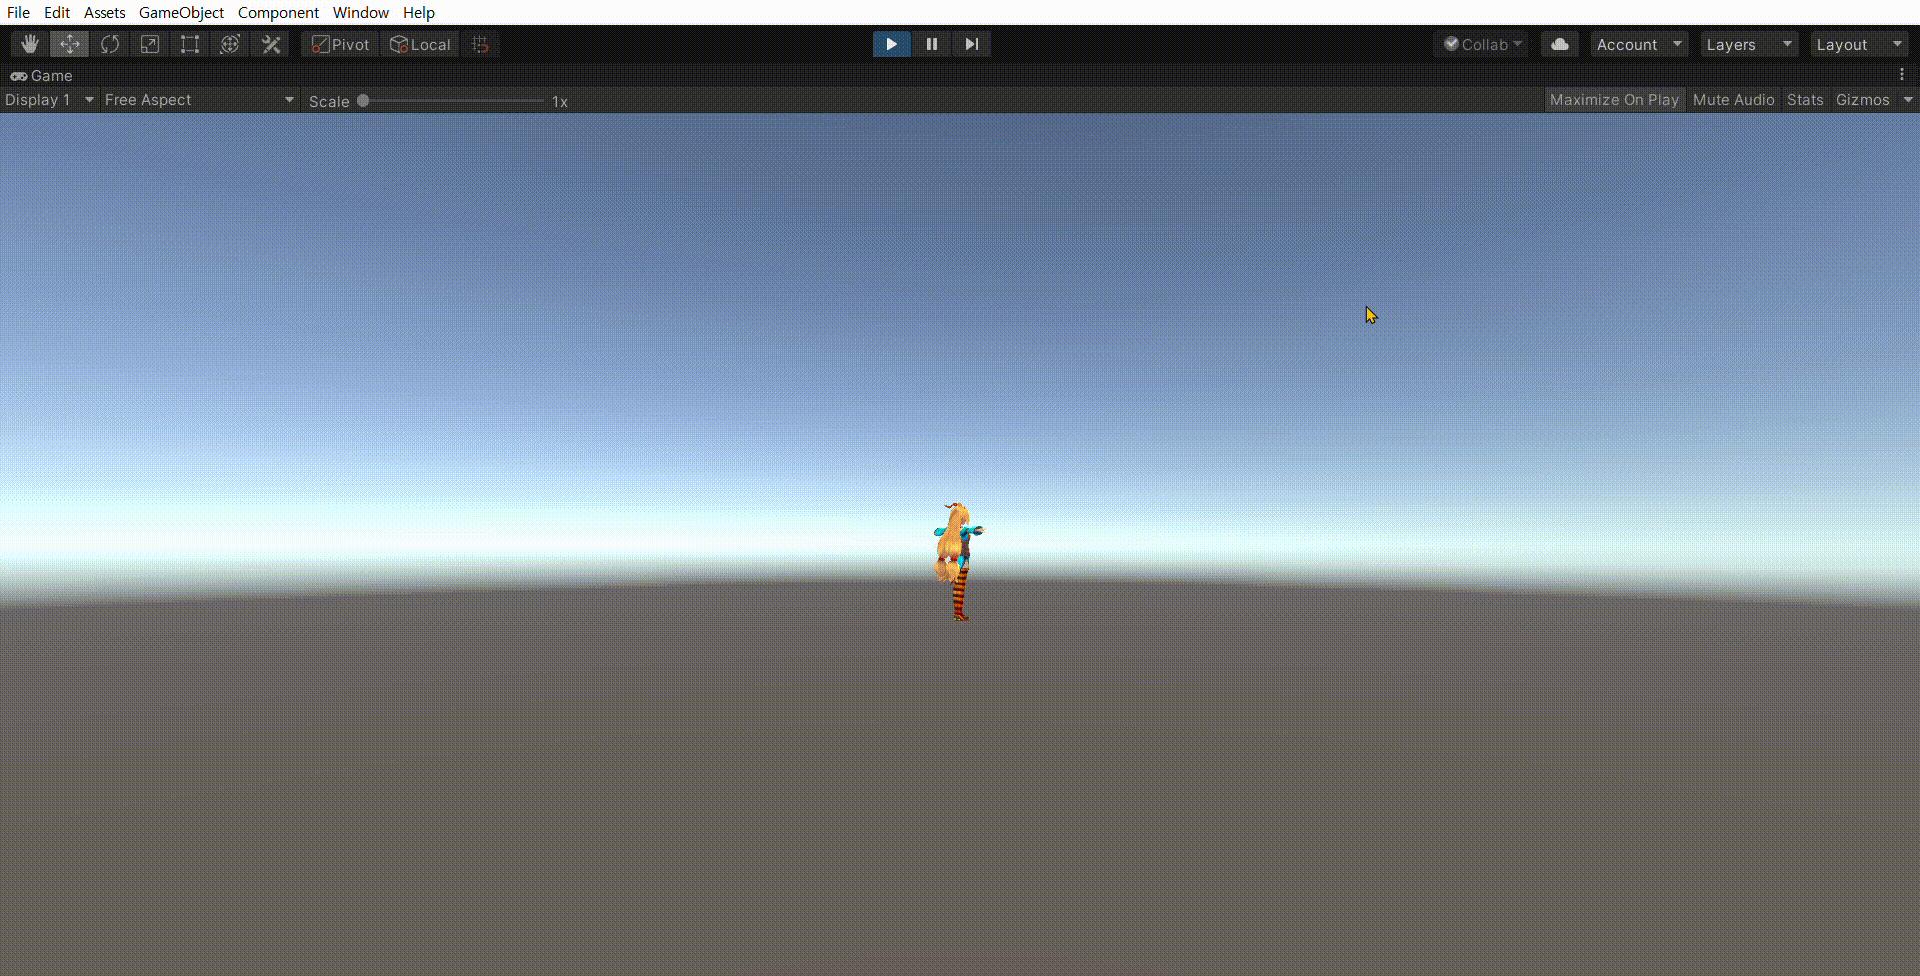 File Edit Assets GameObject Component Window Help
Pivot Local Collab Account Layers Layout
Game
Display 1 Free Aspect Scale 1x Maximize On Play Mute Audio Stats Gizmos